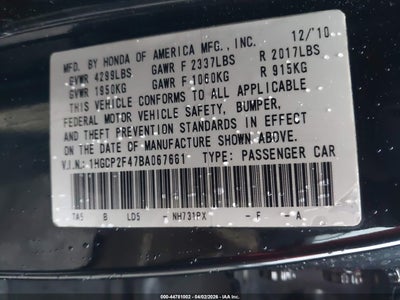 MFD. BY HONDA OF AMERICA MFG., INC. 12/'10
GVWR 4299LBS GAWR F 2337LBS R 2017LBS
GVWR 1950KG GAWR F 1060KG R 915KG
THIS VEHICLE CONFORMS TO ALL APPLICABLE
FEDERAL MOTOR VEHICLE SAFETY, BUMPER,
AND THEFT PREVENTION STANDARDS IN EFFECT
ON THE DATE OF MANUFACTURE SHOWN ABOVE.
V.I.N.: 1HGCP2F47BA067661 TYPE: PASSENGER CAR
TA5 B LD5 - NH731PX - F - A
000-44781002 04/02/2026 IAA, Inc.